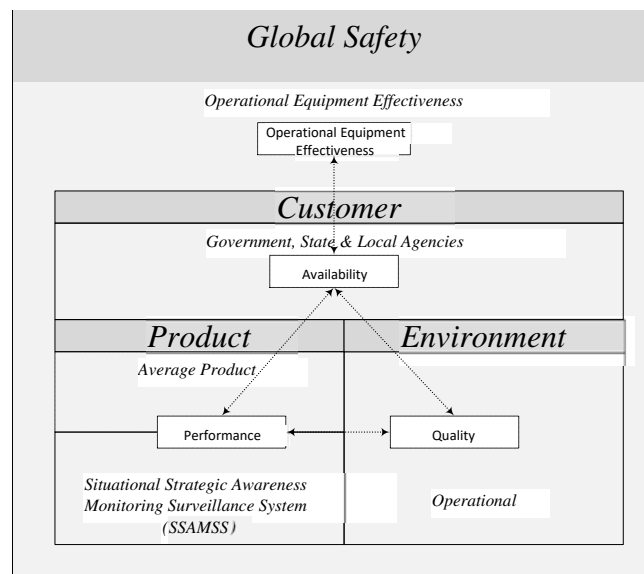 Global Safety
Operational Equipment Effectiveness
Operational Equipment
Effectiveness
Customer
Government, State & Local Agencies
Availability
Product
Environment
Average Product
Performance
Quality
Situational Strategic Awareness
Monitoring Surveillance System
(SSAMSS)
Operational